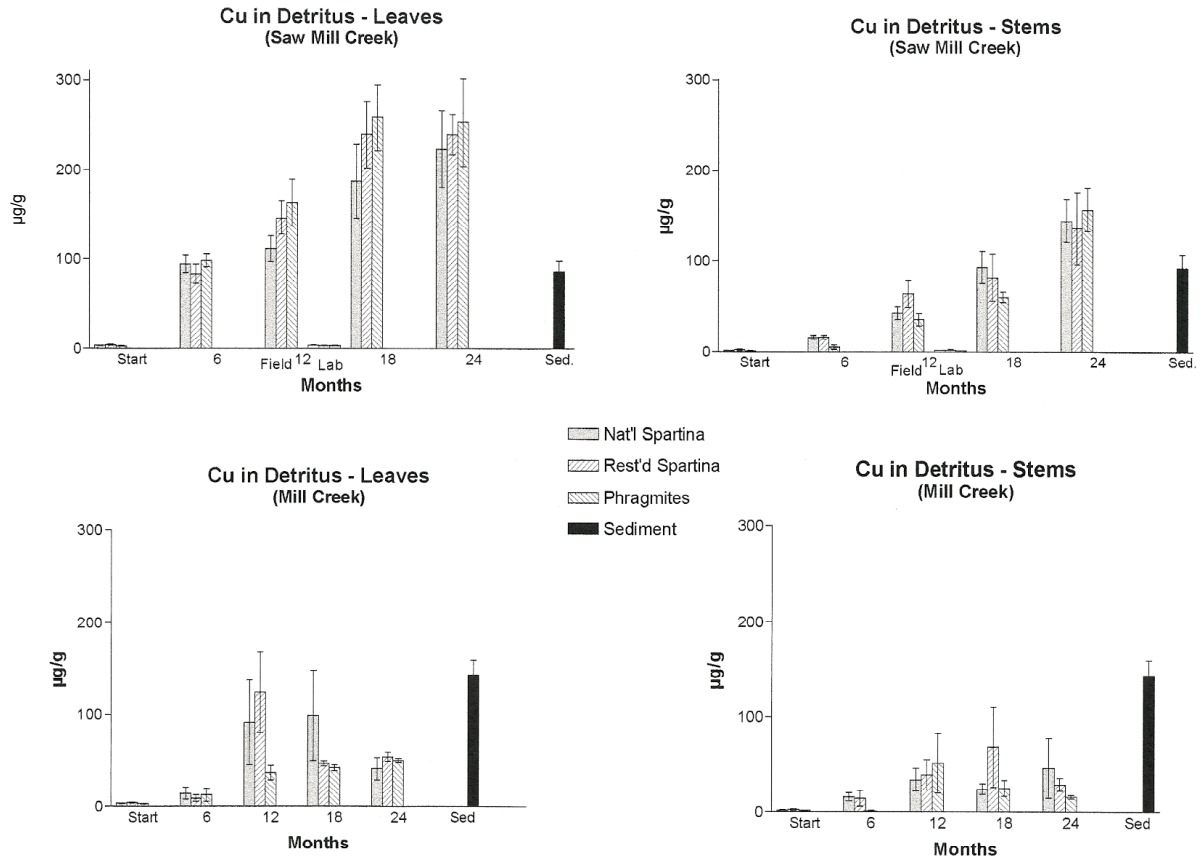 Cu in Detritus - Leaves
(Saw Mill Creek)
300
200
100
0
µg/g
Start
6
Field 12 Lab
18
24
Sed.
Months
Cu in Detritus - Stems
(Saw Mill Creek)
300
200
100
0
µg/g
Start
6
Field 12 Lab
18
24
Sed.
Months
Nat'l Spartina
Rest'd Spartina
Phragmites
Sediment
Cu in Detritus - Leaves
(Mill Creek)
300
200
100
0
µg/g
Start
6
12
18
24
Sed
Months
Cu in Detritus - Stems
(Mill Creek)
300
200
100
0
µg/g
Start
6
12
18
24
Sed
Months